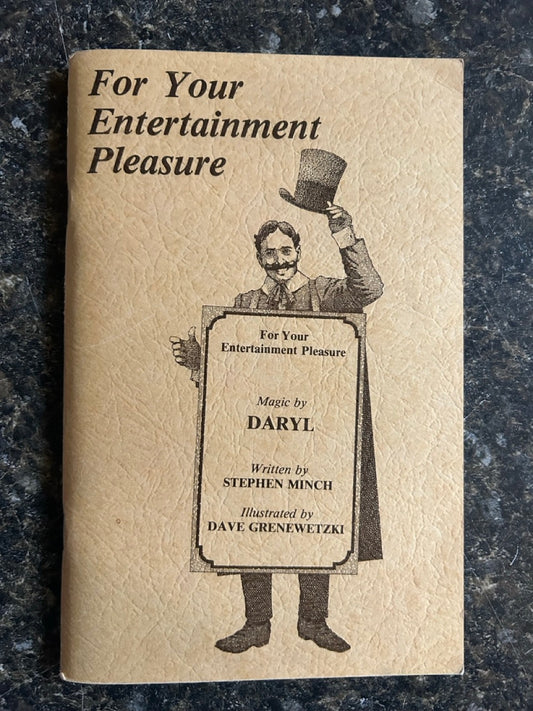 For Your
Entertainment
Pleasure
For Your
Entertainment Pleasure
Magic by
DARYL
Written by
STEPHEN MINCH
Illustrated by
DAVE GRENEWETZKI